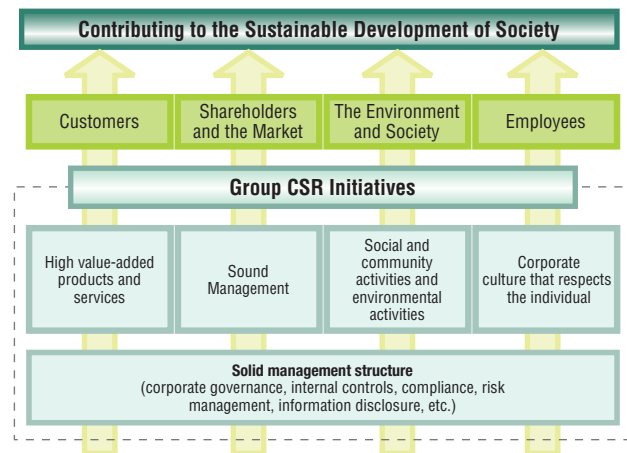 Contributing to the Sustainable Development of Society
Customers
Shareholders
and the Market
The Environment
and Society
Employees
Group CSR Initiatives
High value-added
products and
services
Sound
Management
Social and
community
activities and
environmental
activities
Corporate
culture that respects
the individual
Solid management structure
(corporate governance, internal controls, compliance, risk
management, information disclosure, etc.)